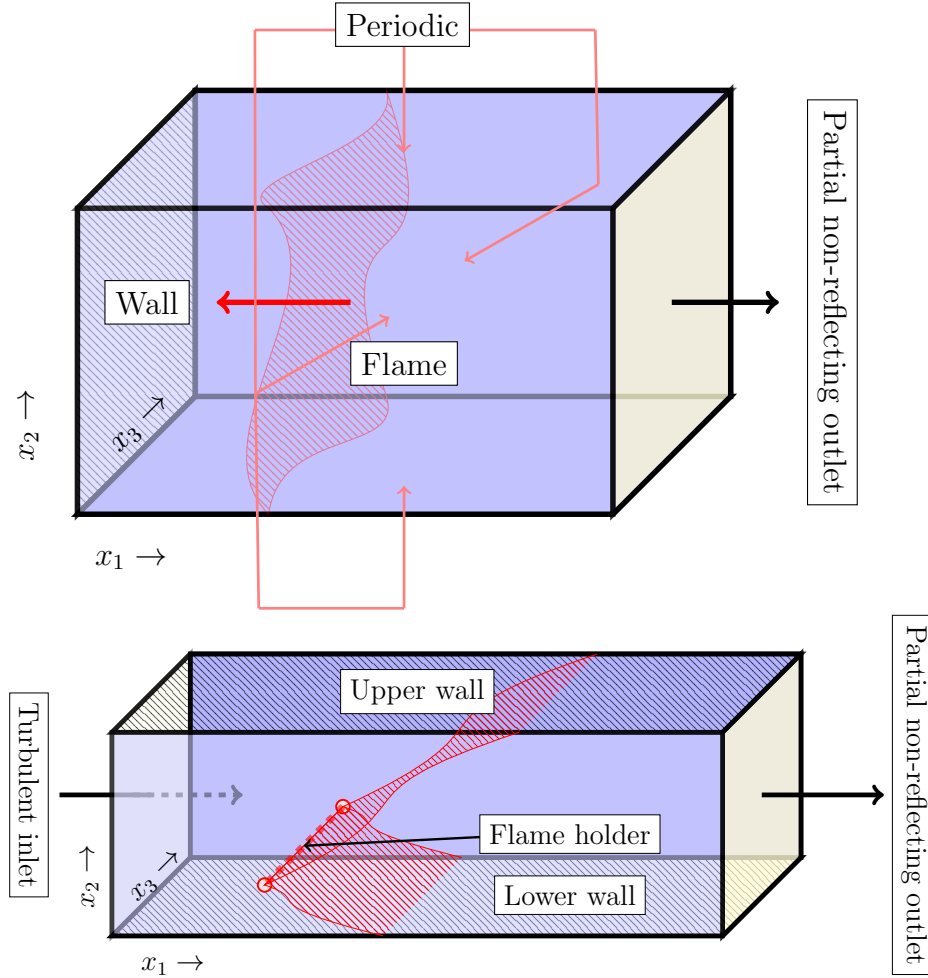 Periodic
Partial non-reflecting outlet
Wall
Flame
x₂ →
x₃ →
x₁ →
Partial non-reflecting outlet
Upper wall
Turbulent inlet
Flame holder
x₂ →
x₃ →
Lower wall
x₁ →